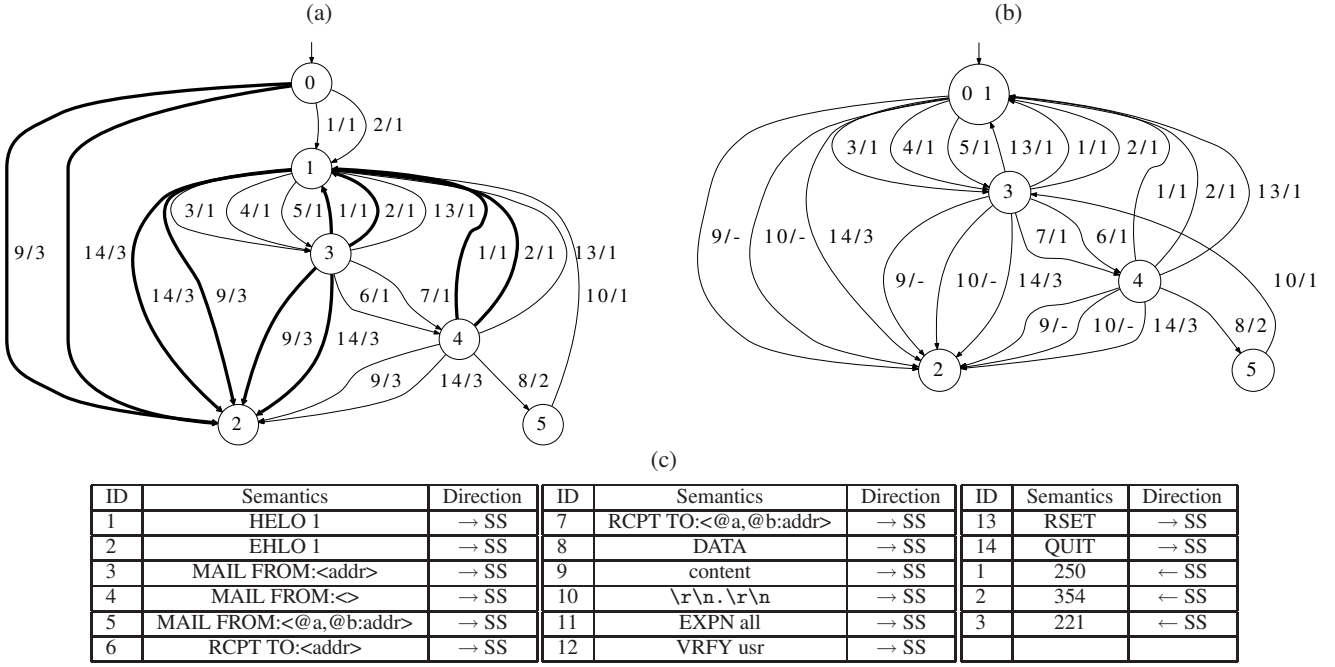 (a)
0
1/1 2/1
1
3/1 4/1 5/1 1/1 2/1 13/1
9/3 14/3
3
1/1 2/1 13/1
14/3 9/3
6/1 7/1
10/1
9/3 14/3
4
9/3 14/3 8/2
2
5
(b)
0 1
3/1 4/1 5/1 13/1 1/1 2/1
3
1/1 2/1 13/1
9/- 10/- 14/3
7/1 6/1
9/- 10/- 14/3
4
10/1
9/- 10/- 14/3 8/2
2
5
(c)
ID Semantics Direction ID Semantics Direction ID Semantics Direction
1 HELO 1 → SS 7 RCPT TO:<@a,@b:addr> → SS 13 RSET → SS
2 EHLO 1 → SS 8 DATA → SS 14 QUIT → SS
3 MAIL FROM:<addr> → SS 9 content → SS 1 250 ← SS
4 MAIL FROM:<> → SS 10 \r\n.\r\n → SS 2 354 ← SS
5 MAIL FROM:<@a,@b:addr> → SS 11 EXPN all → SS 3 221 ← SS
6 RCPT TO:<addr> → SS 12 VRFY usr → SS